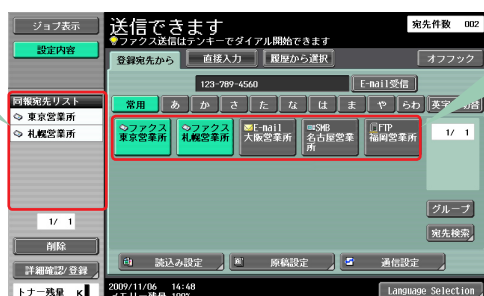 ジョブ表示
設定内容
送信できます
ファクス送信はテンキーでダイアル開始できます
宛先件数 002
登録宛先から
直接入力
履歴から選択
オフフック
123-789-4560
E-mail受信
同報宛先リスト
東京営業所
札幌営業所
常用
あ
か
さ
た
な
は
ま
や
らわ
英字
ファクス
東京営業所
ファクス
札幌営業所
E-mail
大阪営業所
SMB
名古屋営業
所
FTP
福岡営業所
1/ 1
グループ
宛先検索
1/ 1
削除
詳細確認/登録
読込み設定
原稿設定
通信設定
トナー残量 K
2009/11/06 14:48
メモリー残量 100%
Language Selection